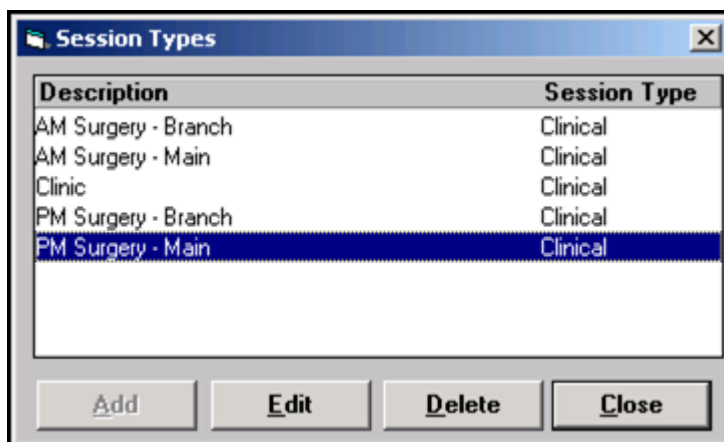 Session Types
Description Session Type
AM Surgery - Branch Clinical
AM Surgery - Main Clinical
Clinic Clinical
PM Surgery - Branch Clinical
PM Surgery - Main Clinical
Add Edit Delete Close